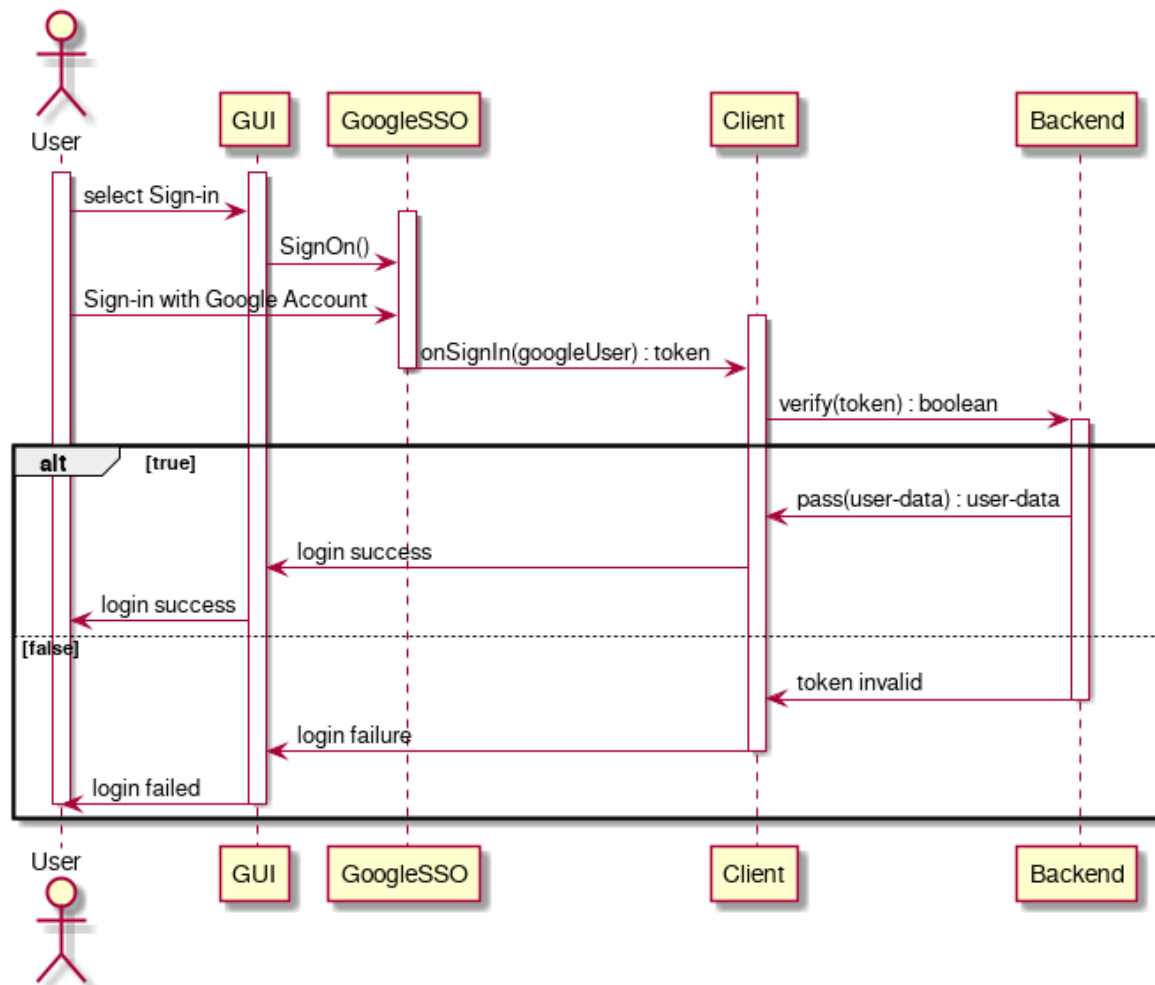 User
GUI
GoogleSSO
Client
Backend
select Sign-in
SignOn()
Sign-in with Google Account
onSignIn(googleUser) : token
verify(token) : boolean
alt [true]
pass(user-data) : user-data
login success
login success
[false]
token invalid
login failure
login failed
User
GUI
GoogleSSO
Client
Backend